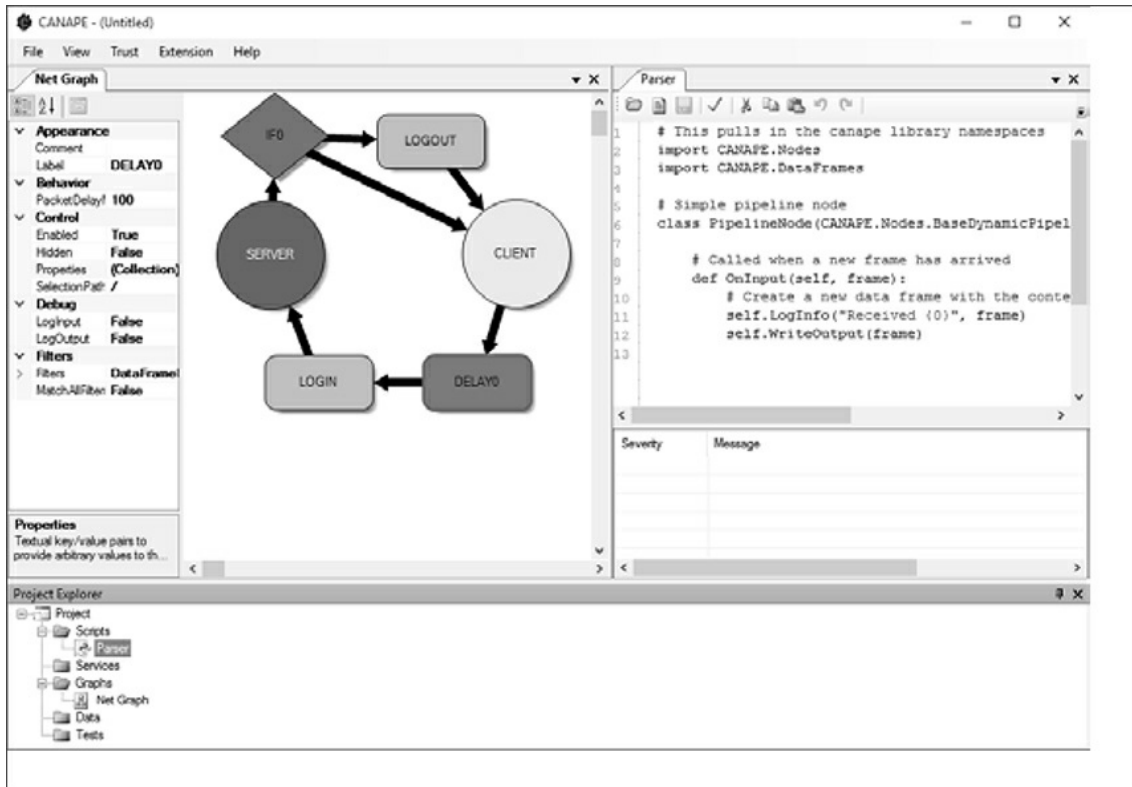 CANAPE - (Untitled)
File View Trust Extension Help
Net Graph
Appearance
Comment
Label DELAY0
Behavior
PacketDelayM 100
Control
Enabled True
Hidden False
Properties (Collection)
SelectionPath /
Debug
LogInput False
LogOutput False
Filters
Filters DataFrameI
MatchAllFilter False
Properties
Textual key/value pairs to
provide arbitrary values to th...
IF0
LOGOUT
SERVER
CLIENT
LOGIN
DELAY0
Parser
1 # This pulls in the canape library namespaces
2 import CANAPE.Nodes
3 import CANAPE.DataFrames
4
5 # Simple pipeline node
6 class PipelineNode(CANAPE.Nodes.BaseDynamicPipel
7
8 # Called when a new frame has arrived
9 def OnInput(self, frame):
10 # Create a new data frame with the conte
11 self.LogInfo("Received {0}", frame)
12 self.WriteOutput(frame)
13
Severity Message
Project Explorer
Project
Scripts
Parser
Services
Graphs
Net Graph
Data
Tests